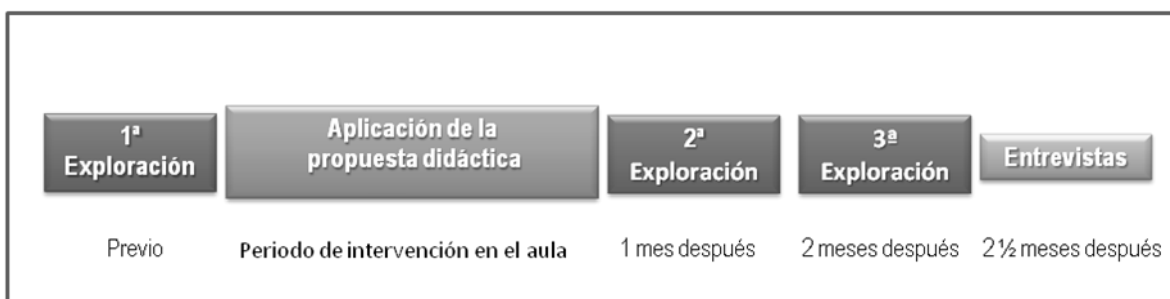 1ª
Exploración
Aplicación de la
propuesta didáctica
2ª
Exploración
3ª
Exploración
Entrevistas
Previo
Periodo de intervención en el aula
1 mes después
2 meses después
2 ½ meses después